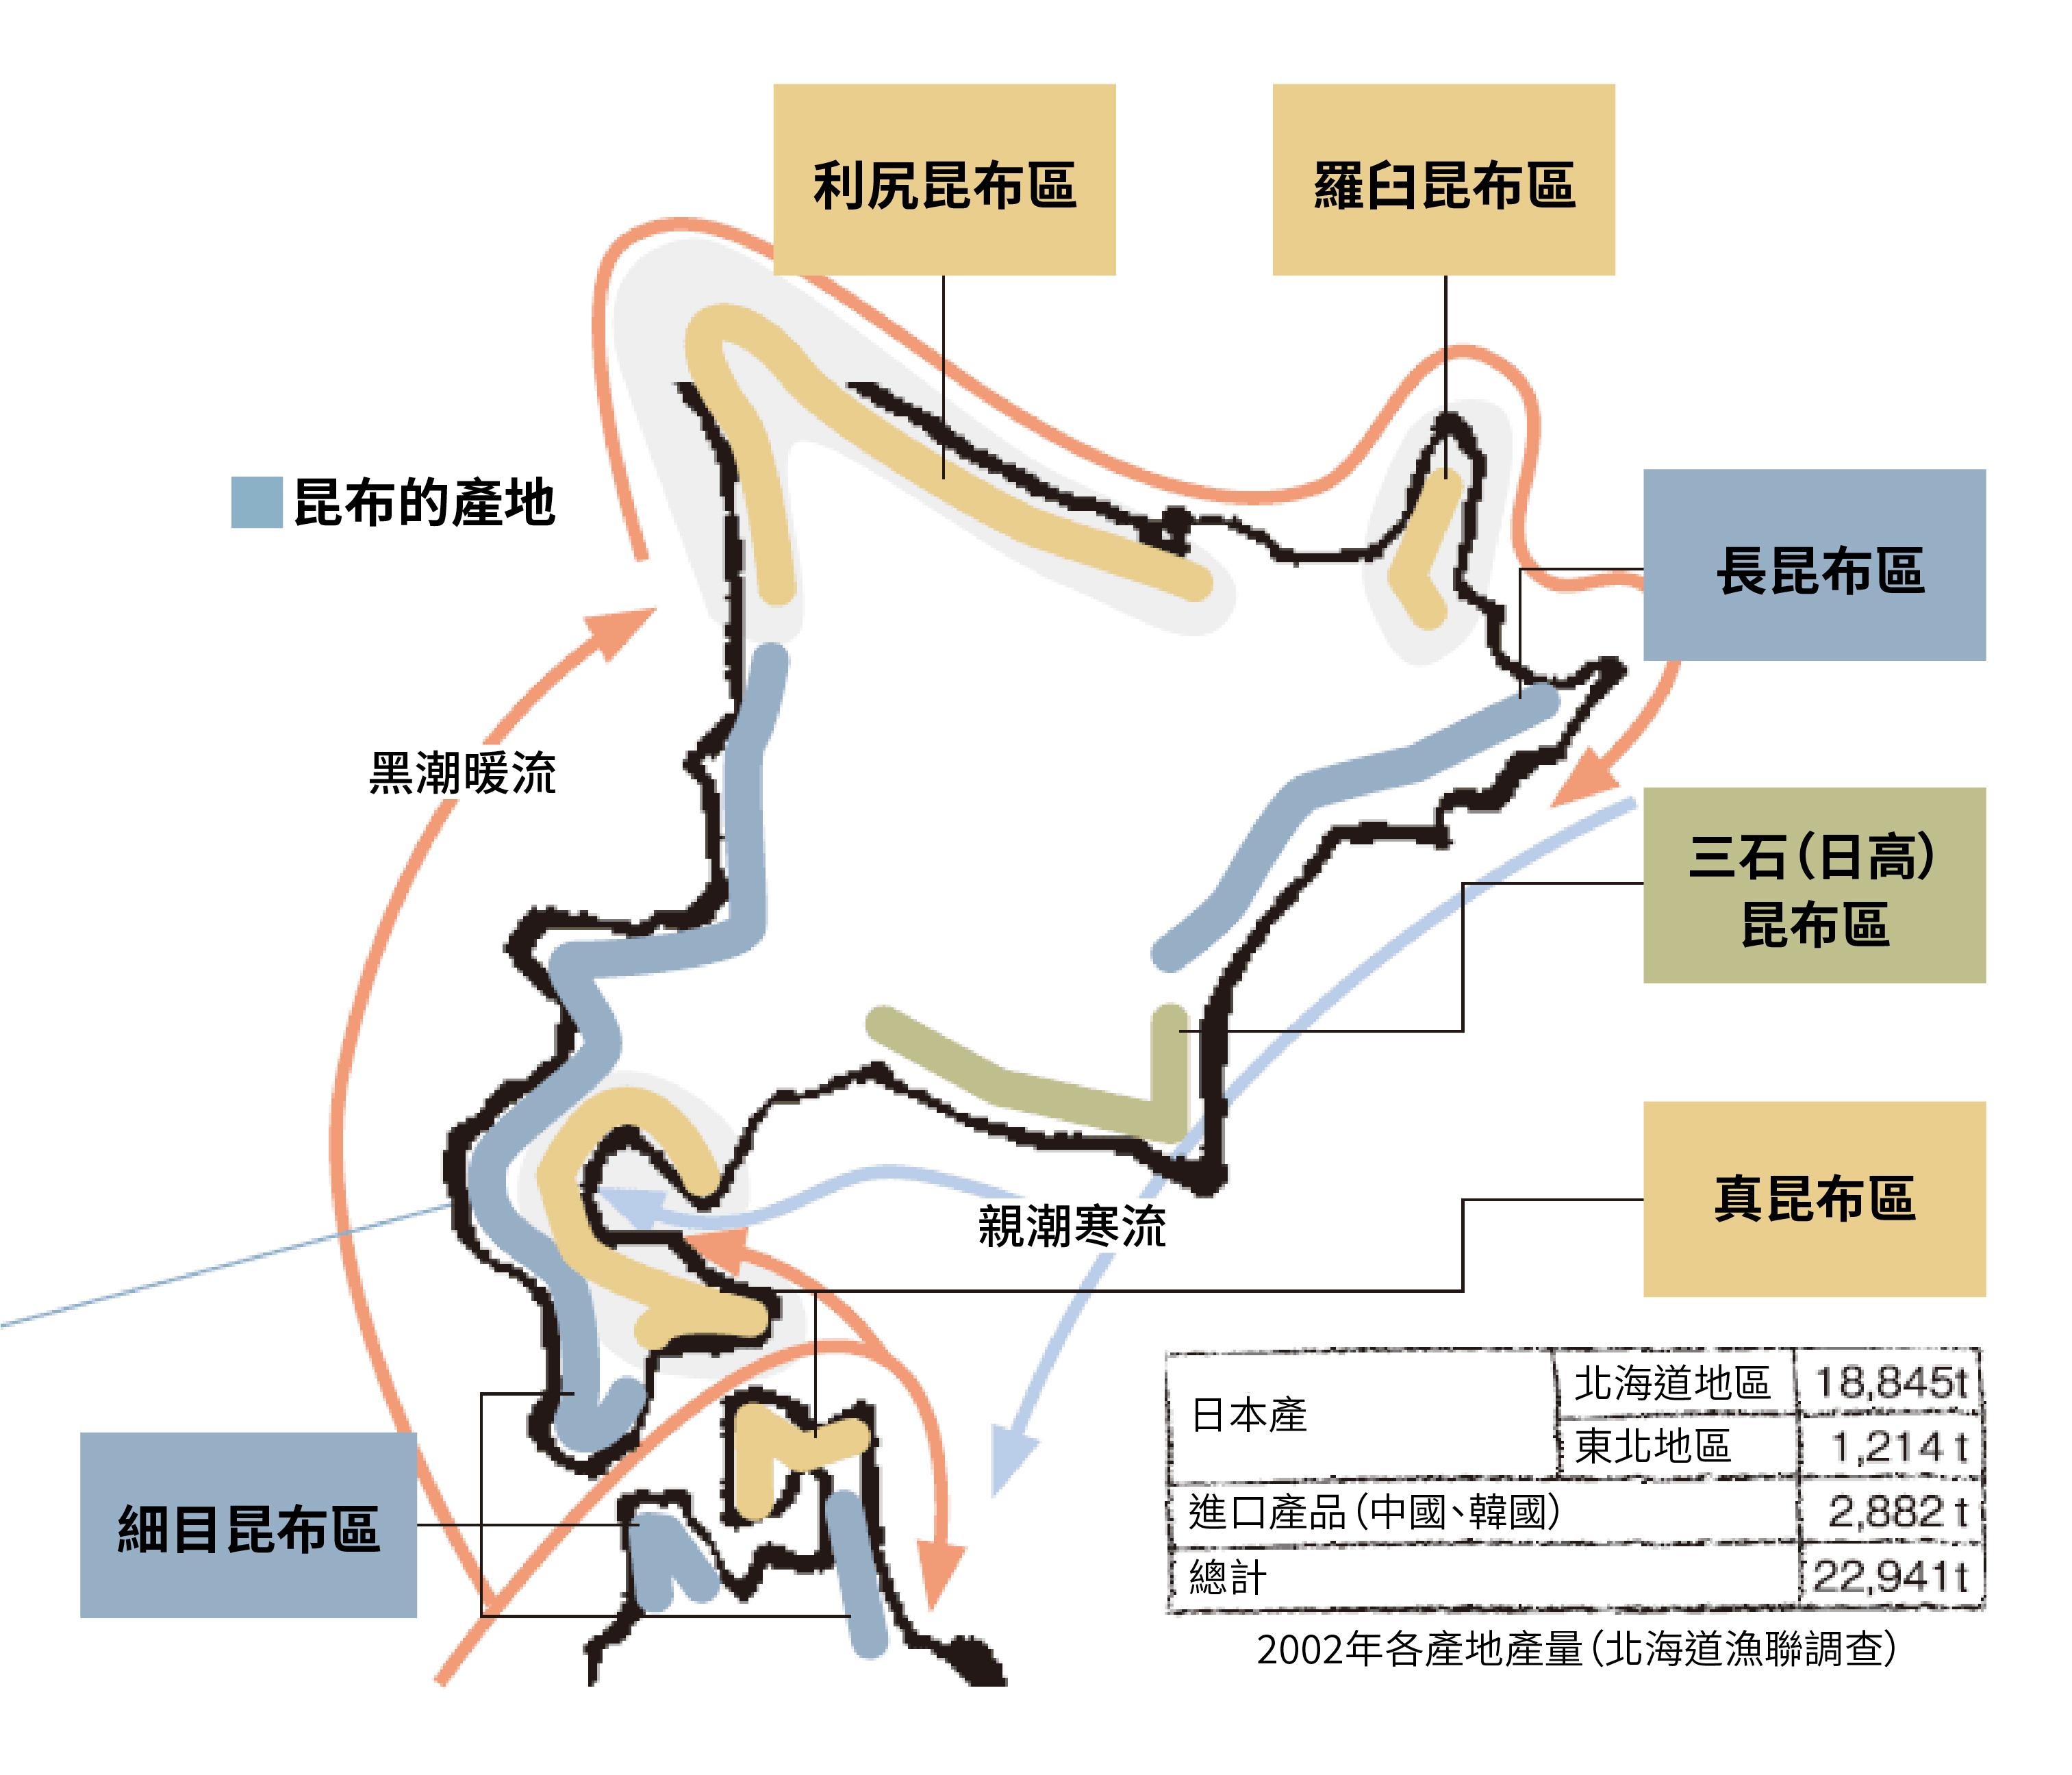 利尻昆布區
羅臼昆布區
昆布的產地
長昆布區
黑潮暖流
三石（日高）
昆布區
真昆布區
親潮寒流
細目昆布區
日本產
北海道地區
18,845t
東北地區
1,214 t
進口產品（中國、韓國）
2,882 t
總計
22,941t
2002年各產地產量（北海道漁聯調查）